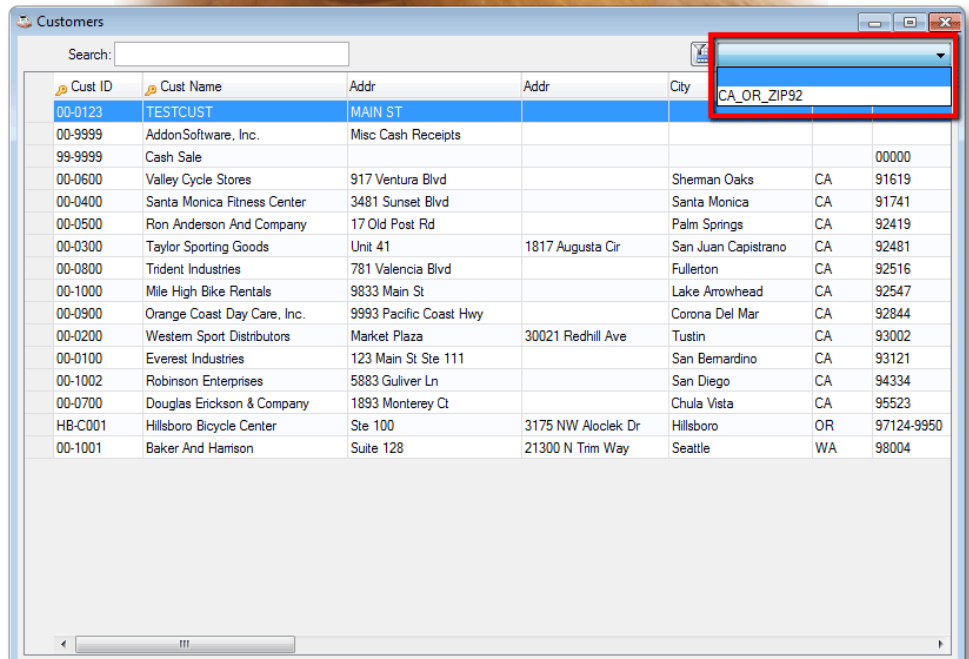 Customers
Search:
Cust ID Cust Name Addr Addr City
CA_OR_ZIP92
00-0123 TESTCUST MAIN ST
00-9999 AddonSoftware, Inc. Misc Cash Receipts
99-9999 Cash Sale 00000
00-0600 Valley Cycle Stores 917 Ventura Blvd Sherman Oaks CA 91619
00-0400 Santa Monica Fitness Center 3481 Sunset Blvd Santa Monica CA 91741
00-0500 Ron Anderson And Company 17 Old Post Rd Palm Springs CA 92419
00-0300 Taylor Sporting Goods Unit 41 1817 Augusta Cir San Juan Capistrano CA 92481
00-0800 Trident Industries 781 Valencia Blvd Fullerton CA 92516
00-1000 Mile High Bike Rentals 9833 Main St Lake Arrowhead CA 92547
00-0900 Orange Coast Day Care, Inc. 9993 Pacific Coast Hwy Corona Del Mar CA 92844
00-0200 Western Sport Distributors Market Plaza 30021 Redhill Ave Tustin CA 93002
00-0100 Everest Industries 123 Main St Ste 111 San Bernardino CA 93121
00-1002 Robinson Enterprises 5883 Guliver Ln San Diego CA 94334
00-0700 Douglas Erickson & Company 1893 Monterey Ct Chula Vista CA 95523
HB-C001 Hillsboro Bicycle Center Ste 100 3175 NW Aloclek Dr Hillsboro OR 97124-9950
00-1001 Baker And Harrison Suite 128 21300 N Trim Way Seattle WA 98004